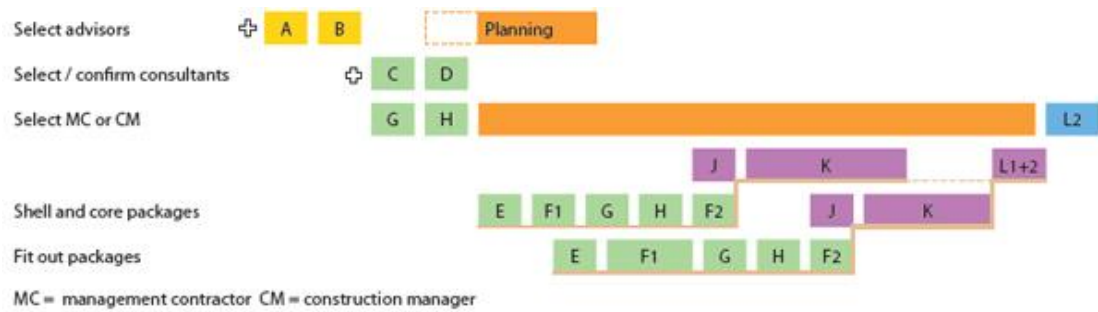 Select advisors A B Planning
Select / confirm consultants C D
Select MC or CM G H L2
J K L1+2
Shell and core packages E F1 G H F2 J K
Fit out packages E F1 G H F2
MC = management contractor CM = construction manager